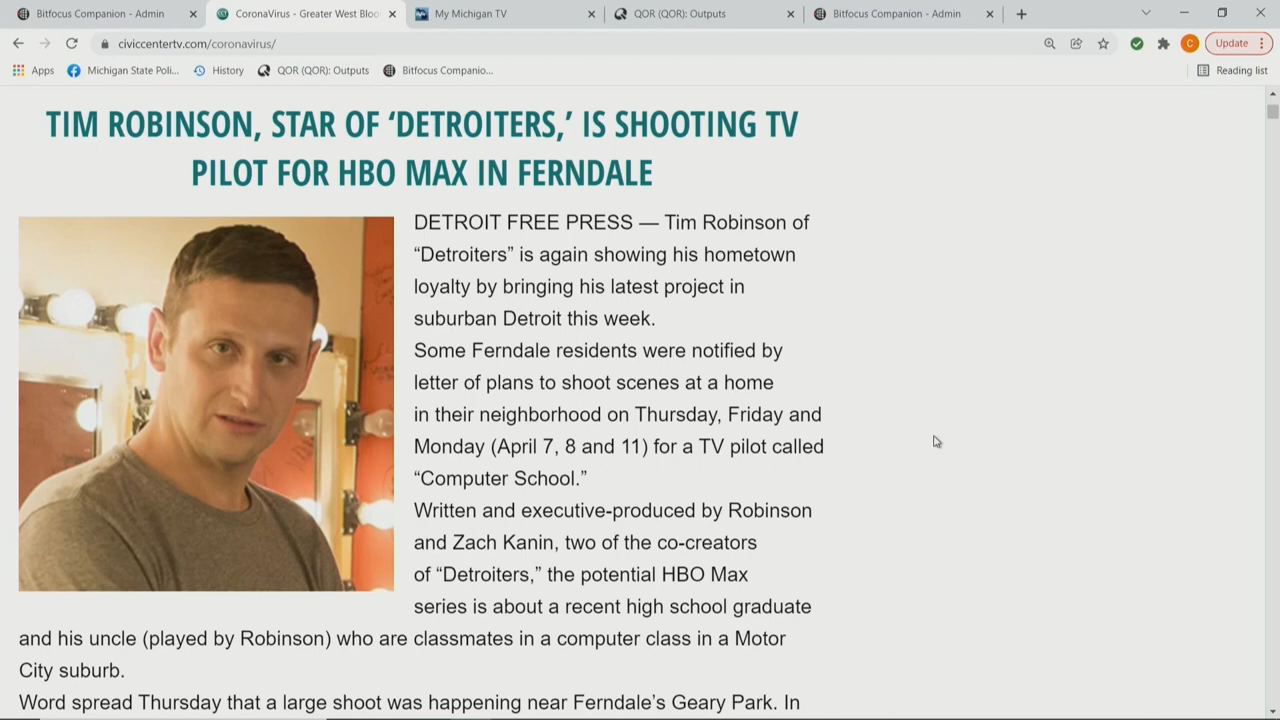 Bitfocus Companion - Admin
CoronaVirus - Greater West Bloo
My Michigan TV
QOR (QOR): Outputs
Bitfocus Companion - Admin
civiccentertv.com/coronavirus/
C
Update
Apps
Michigan State Poli...
History
QOR (QOR): Outputs
Bitfocus Companio...
Reading list
TIM ROBINSON, STAR OF ‘DETROITERS,’ IS SHOOTING TV
PILOT FOR HBO MAX IN FERNDALE
DETROIT FREE PRESS — Tim Robinson of
“Detroiters” is again showing his hometown
loyalty by bringing his latest project in
suburban Detroit this week.
Some Ferndale residents were notified by
letter of plans to shoot scenes at a home
in their neighborhood on Thursday, Friday and
Monday (April 7, 8 and 11) for a TV pilot called
“Computer School.”
Written and executive-produced by Robinson
and Zach Kanin, two of the co-creators
of “Detroiters,” the potential HBO Max
series is about a recent high school graduate
and his uncle (played by Robinson) who are classmates in a computer class in a Motor
City suburb.
Word spread Thursday that a large shoot was happening near Ferndale’s Geary Park. In